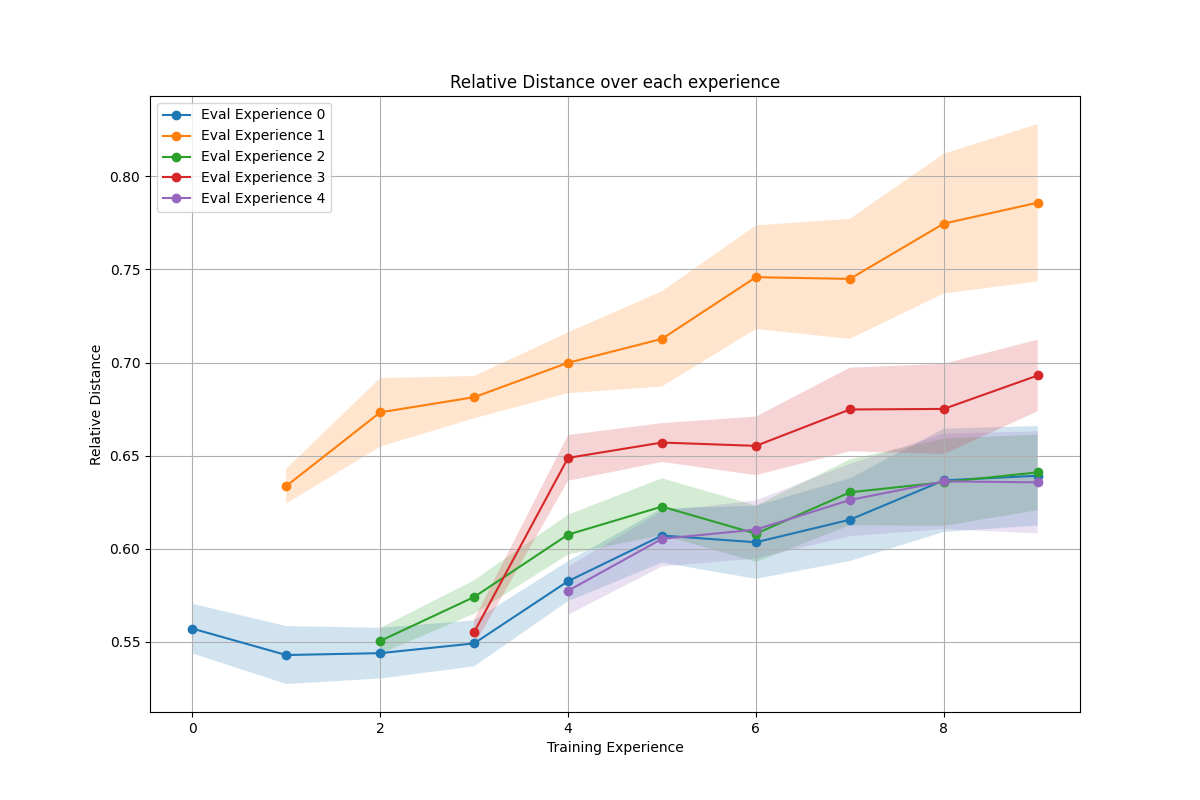 Relative Distance over each experience
Eval Experience 0
Eval Experience 1
Eval Experience 2
Eval Experience 3
Eval Experience 4
0.80
0.75
0.70
0.65
0.60
0.55
Relative Distance
0 2 4 6 8
Training Experience